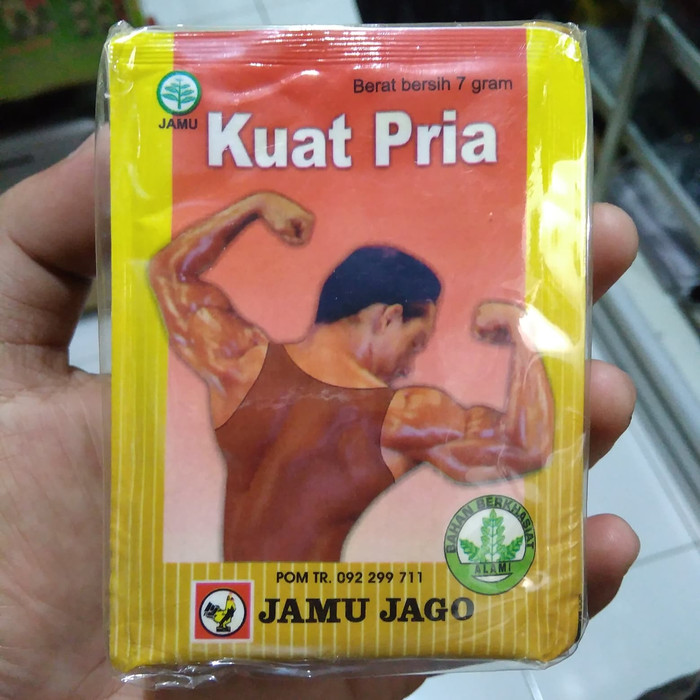 Berat bersih 7 gram
JAMU
Kuat Pria
BAHAN BERKHASIAT
ALAMI
POM TR. 092 299 711
JAMU JAGO